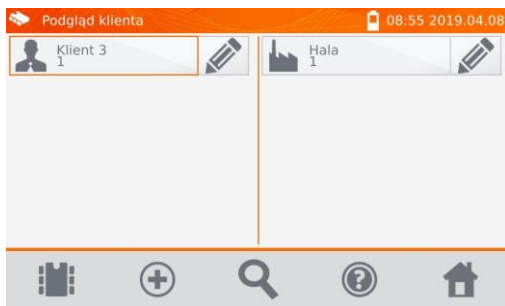 Podgląd klienta
08:55 2019.04.08
Klient 3
1
Hala
1
?